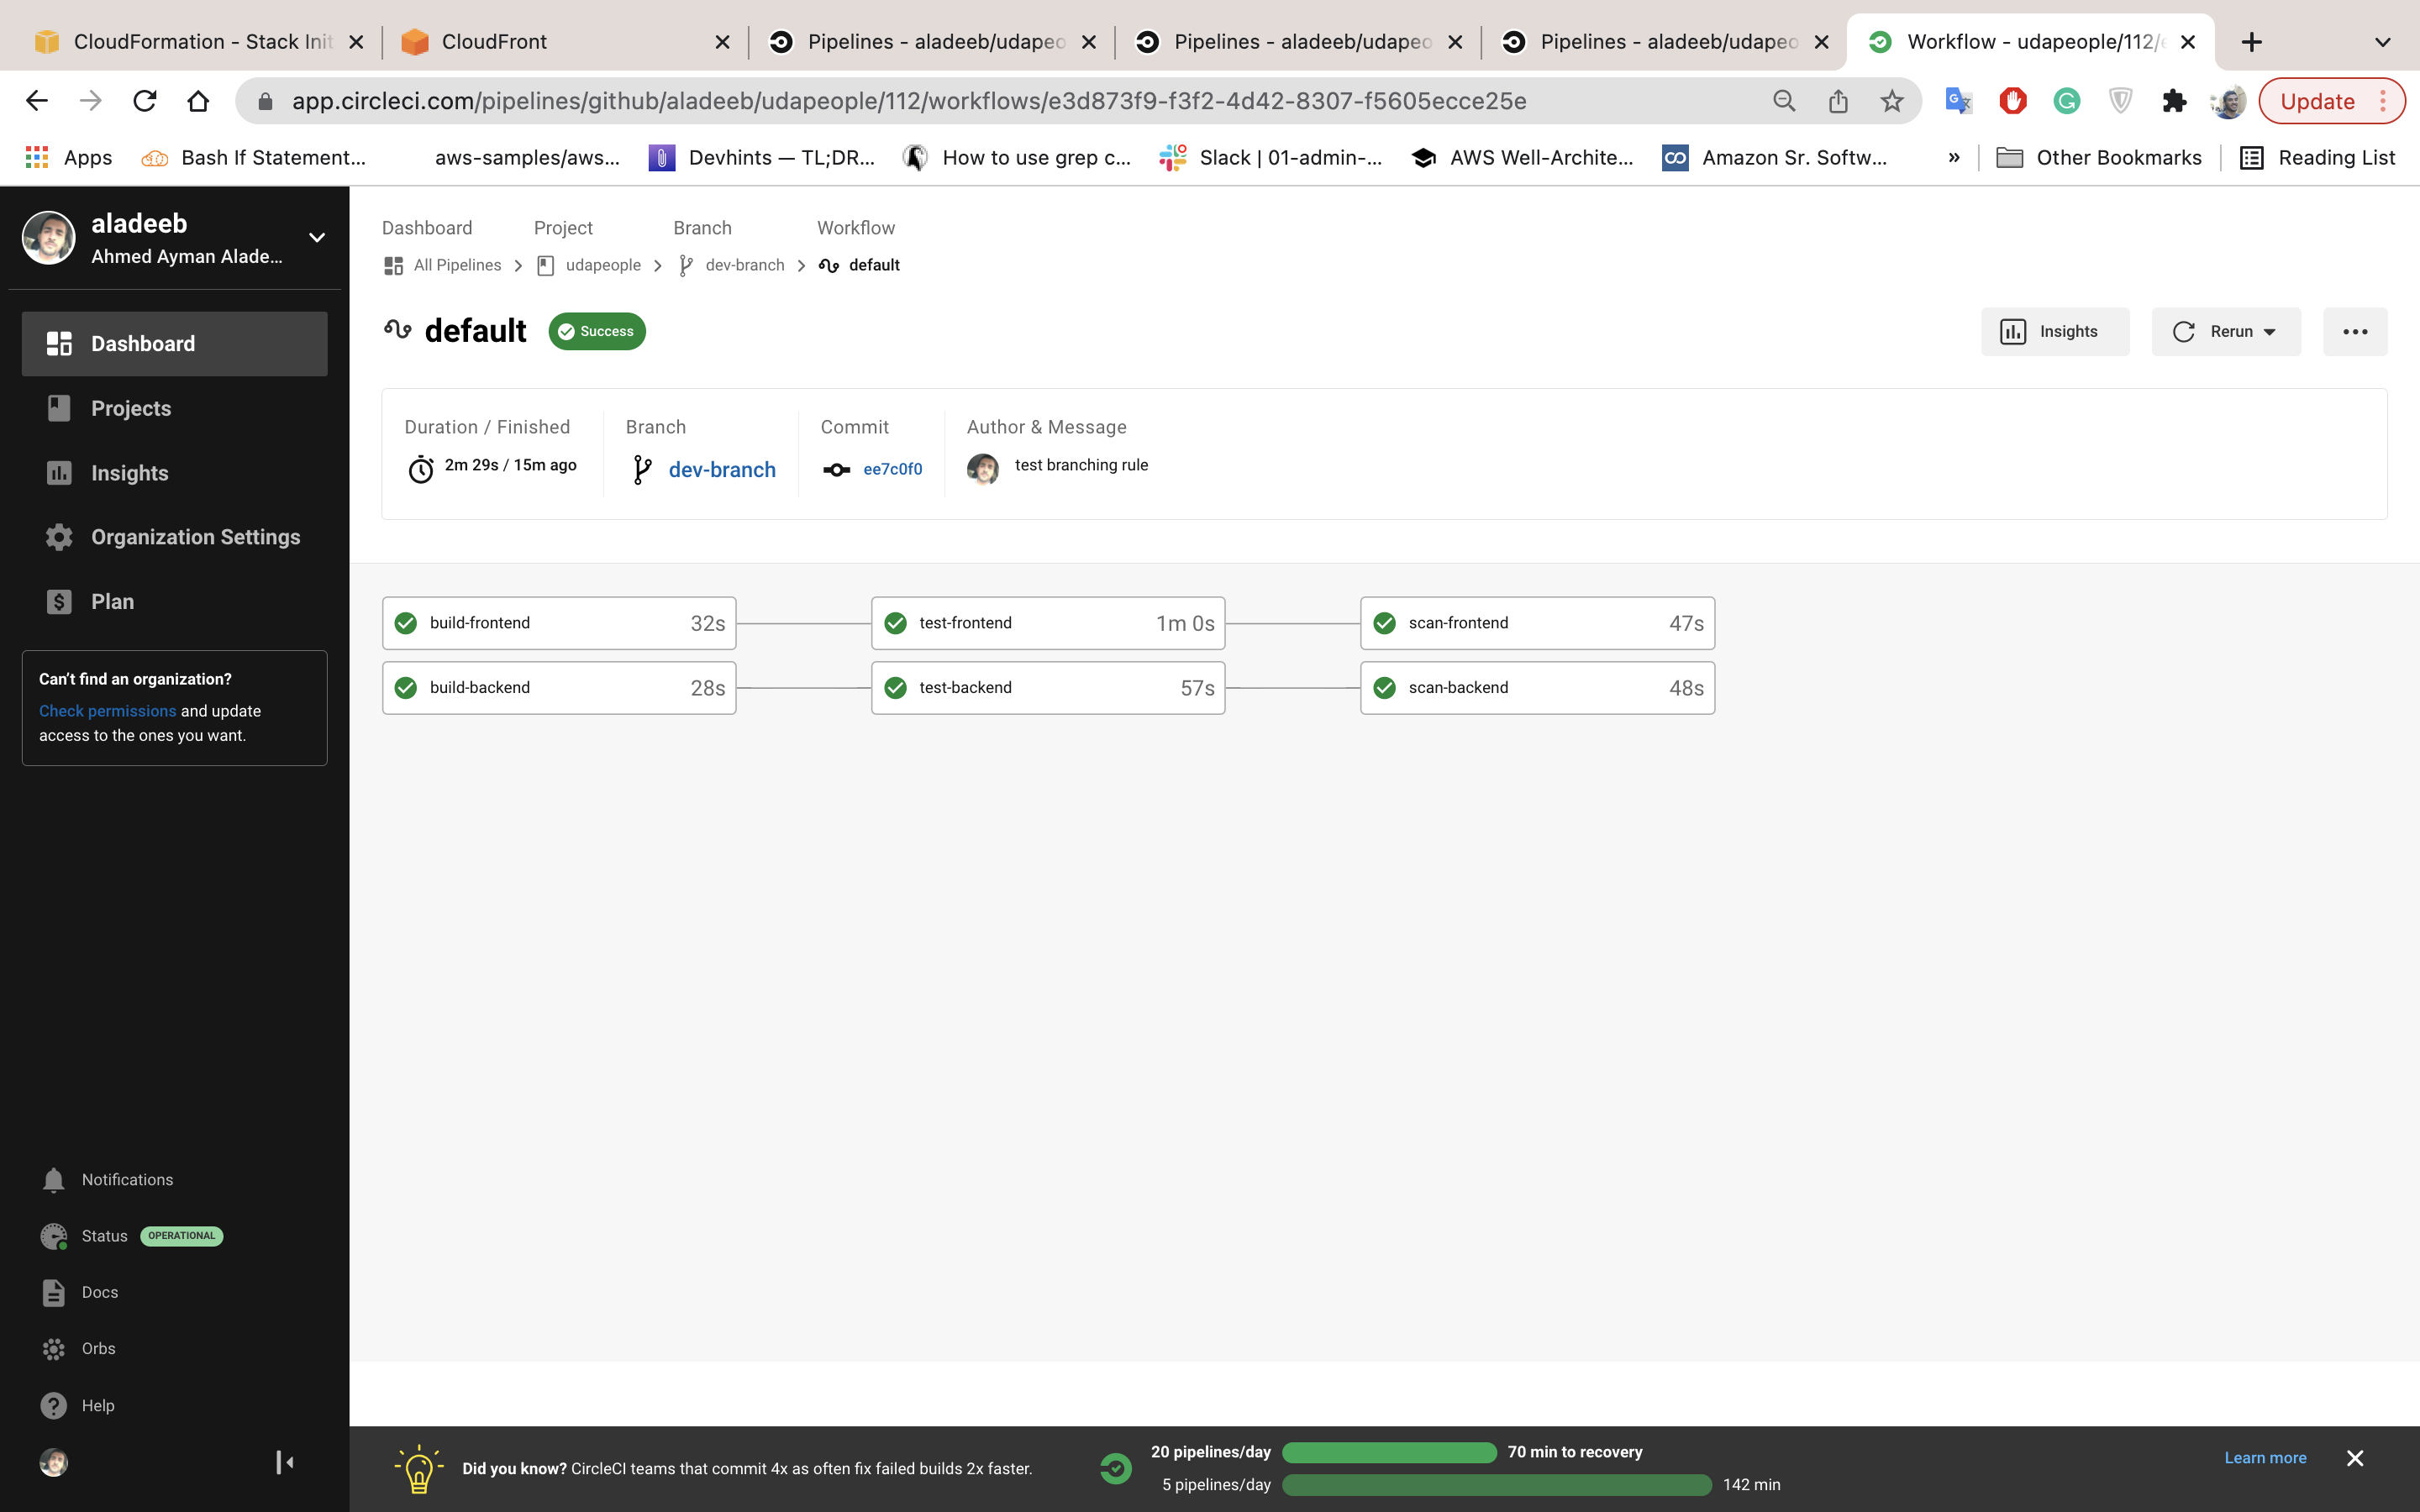 CloudFormation - Stack Init
CloudFront
Pipelines - aladeeb/udapeo
Pipelines - aladeeb/udapeo
Pipelines - aladeeb/udapeo
Workflow - udapeople/112/e
app.circleci.com/pipelines/github/aladeeb/udapeople/112/workflows/e3d873f9-f3f2-4d42-8307-f5605ecce25e
Update
Apps
Bash If Statement...
aws-samples/aws...
Devhints — TL;DR...
How to use grep c...
Slack | 01-admin-...
AWS Well-Archite...
Amazon Sr. Softw...
»
Other Bookmarks
Reading List
aladeeb
Ahmed Ayman Alade...
Dashboard
Projects
Insights
Organization Settings
Plan
Can't find an organization?
Check permissions and update
access to the ones you want.
Notifications
Status OPERATIONAL
Docs
Orbs
Help
Dashboard Project Branch Workflow
All Pipelines udapeople dev-branch default
default Success
Insights
Rerun
Duration / Finished
2m 29s / 15m ago
Branch
dev-branch
Commit
ee7c0f0
Author & Message
test branching rule
build-frontend 32s
test-frontend 1m 0s
scan-frontend 47s
build-backend 28s
test-backend 57s
scan-backend 48s
Did you know? CircleCI teams that commit 4x as often fix failed builds 2x faster.
20 pipelines/day 70 min to recovery
5 pipelines/day 142 min
Learn more